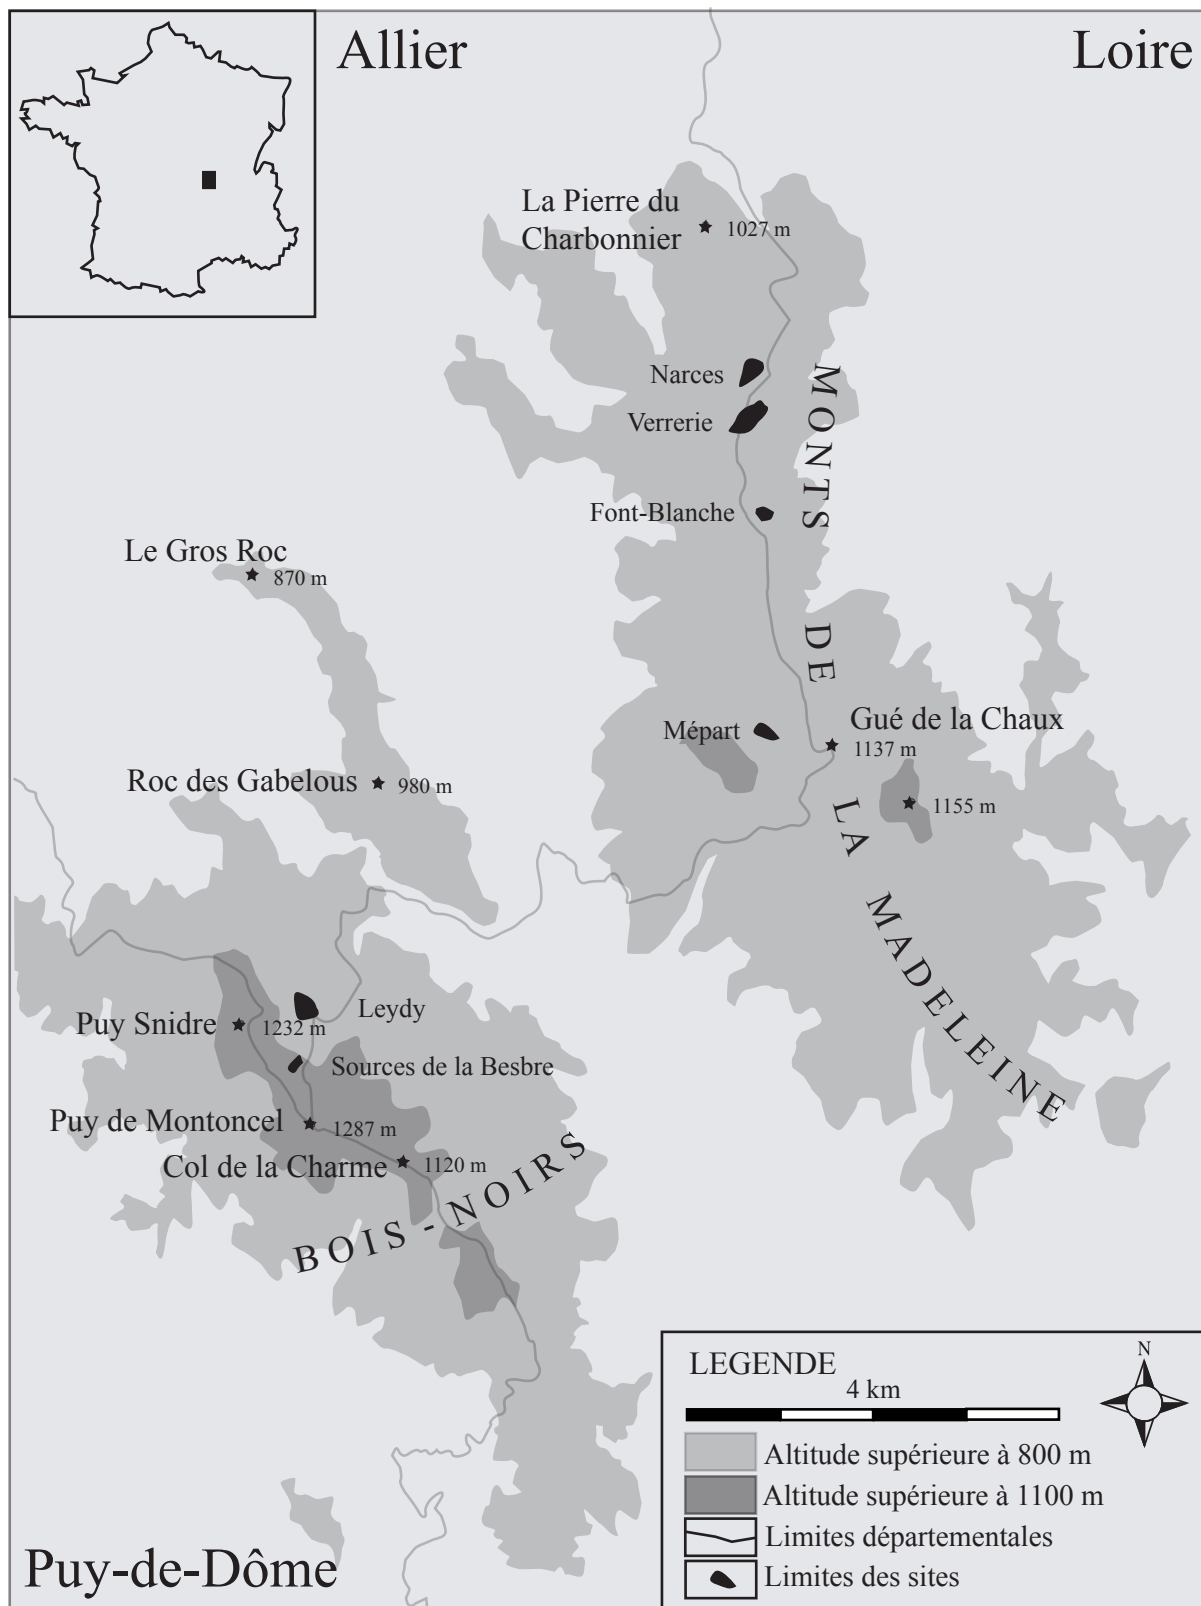 Allier
Loire
La Pierre du
Charbonnier
1027 m
Narces
Verrerie
Font-Blanche
MONTS DE LA MADELEINE
Le Gros Roc
870 m
Mépart
Gué de la Chaux
1137 m
Roc des Gabelous
980 m
1155 m
Leydy
Puy Snidre
1232 m
Sources de la Besbre
Puy de Montoncel
1287 m
Col de la Charme
1120 m
BOIS-NOIRS
Puy-de-Dôme
LEGENDE
N
4 km
Altitude supérieure à 800 m
Altitude supérieure à 1100 m
Limites départementales
Limites des sites